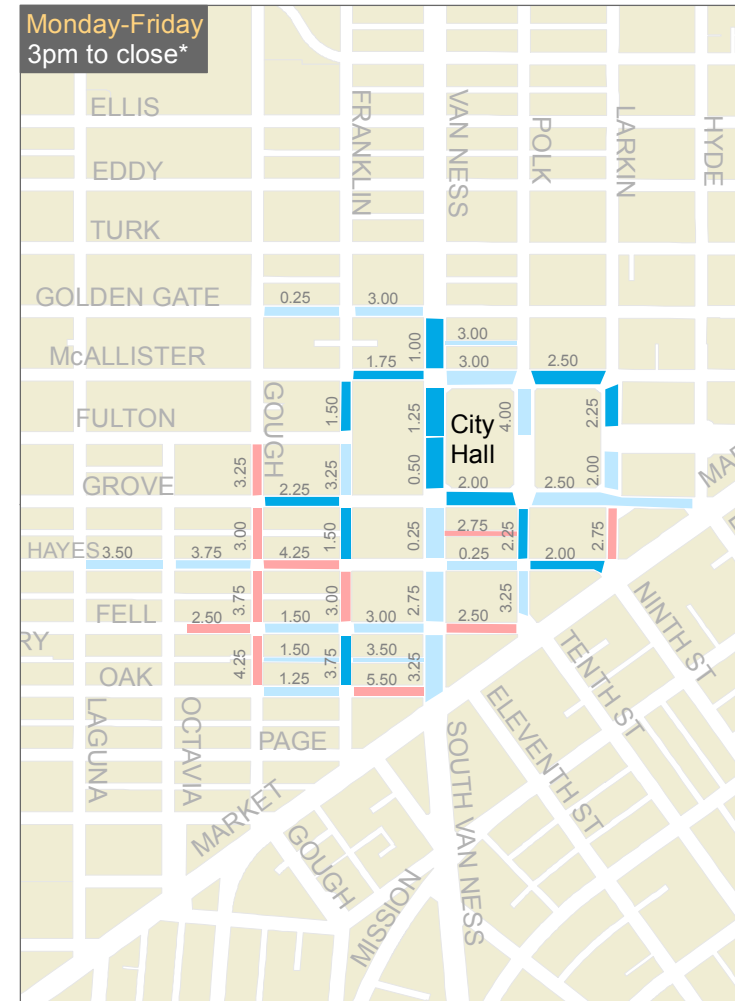 Monday-Friday
3pm to close*
ELLIS
EDDY
TURK
GOLDEN GATE
McALLISTER
FULTON
GROVE
HAYES
FELL
RY
OAK
PAGE
LAGUNA
OCTAVIA
GOUGH
FRANKLIN
VAN NESS
POLK
LARKIN
HYDE
MAR
MARKET
GOUGH
MISSION
SOUTH VAN NESS
ELEVENTH ST
TENTH ST
NINTH ST
City
Hall
0.25
3.00
3.00
1.00
1.75
3.00
2.50
1.50
1.25
4.00
2.25
3.25
3.25
0.50
2.00
2.00
2.50
2.25
3.50
3.75
3.00
4.25
1.50
0.25
2.75
0.25
2.25
2.00
2.75
2.50
3.75
1.50
3.00
3.00
2.75
2.50
3.25
4.25
1.50
1.25
3.75
3.50
5.50
3.25